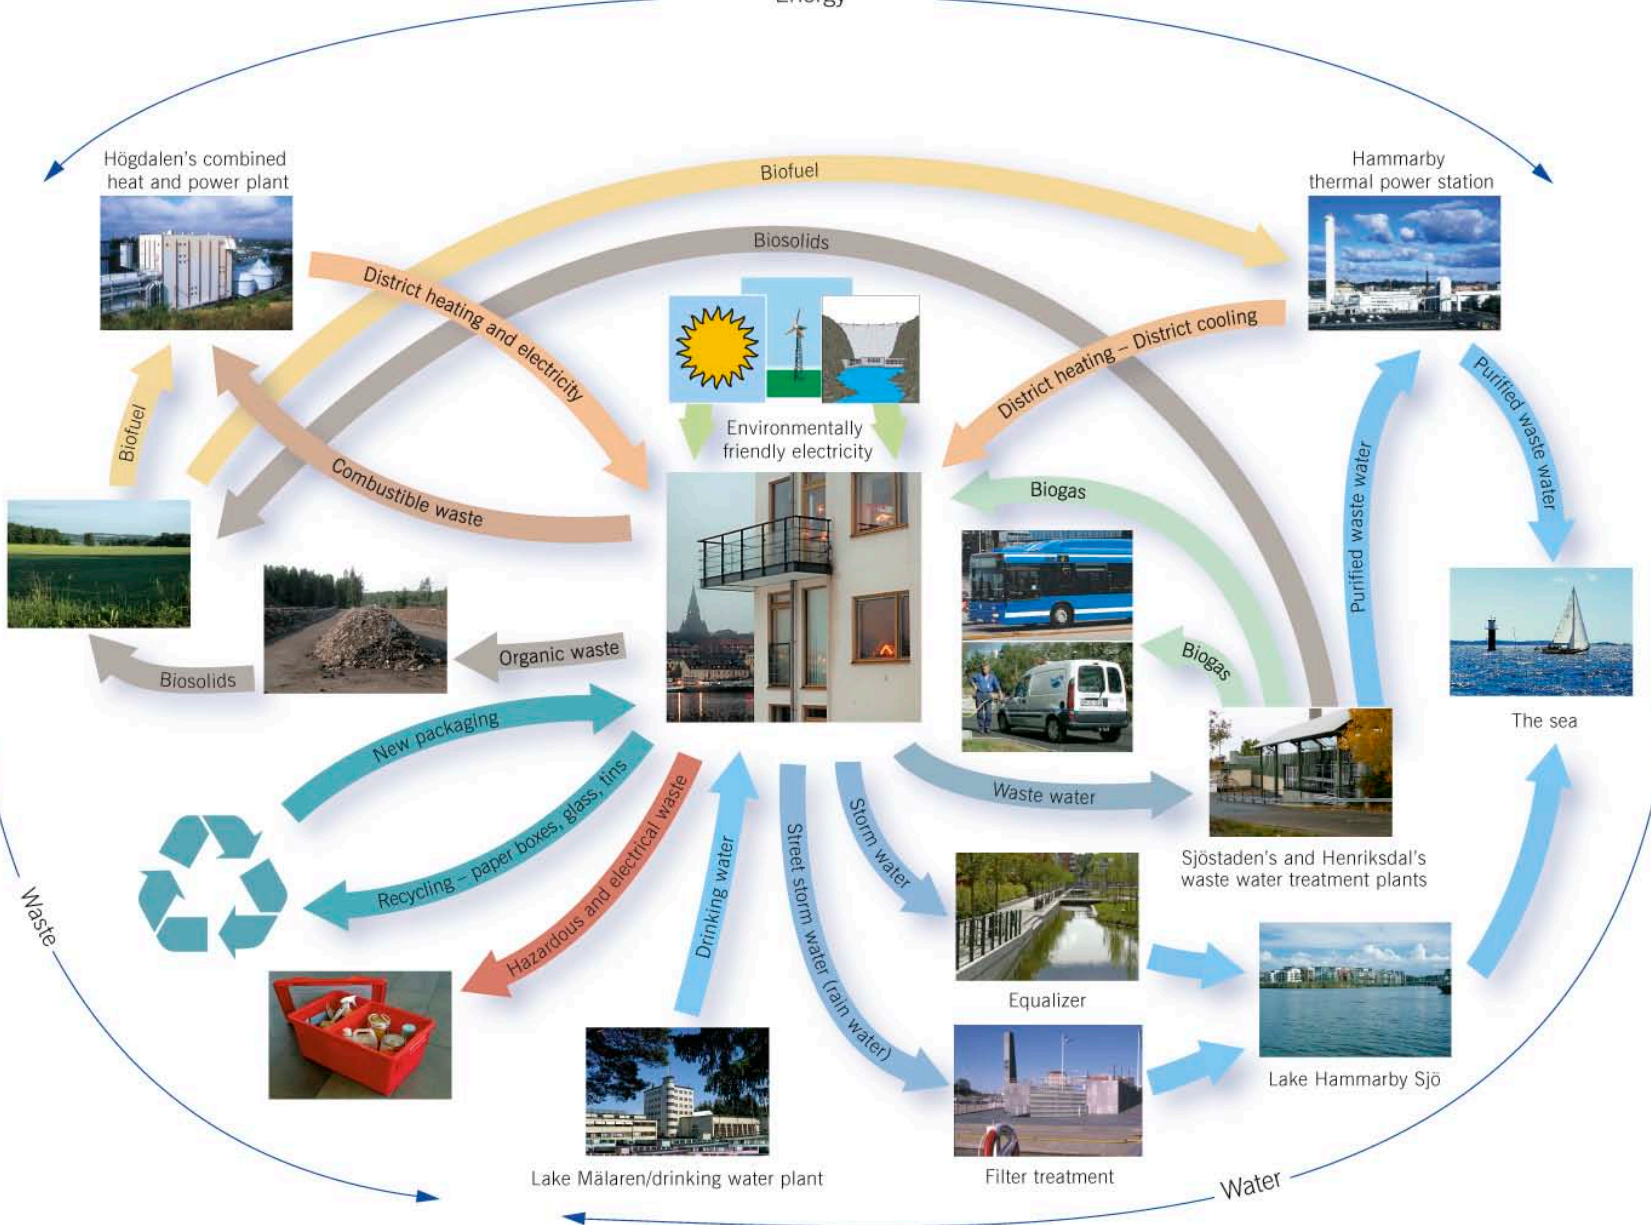 Energy
Högdalen's combined
heat and power plant
Hammarby
thermal power station
Biofuel
Biosolids
District heating and electricity
District heating – District cooling
Purified waste water
Environmentally
friendly electricity
Biofuel
Combustible waste
Purified waste water
Biogas
Organic waste
Biogas
Biosolids
The sea
New packaging
Recycling – paper boxes, glass, tins
Hazardous and electrical waste
Drinking water
Street storm water (rain water)
Storm water
Waste water
Sjöstaden's and Henriksdal's
waste water treatment plants
Waste
Equalizer
Lake Hammarby Sjö
Lake Mälaren/drinking water plant
Filter treatment
Water